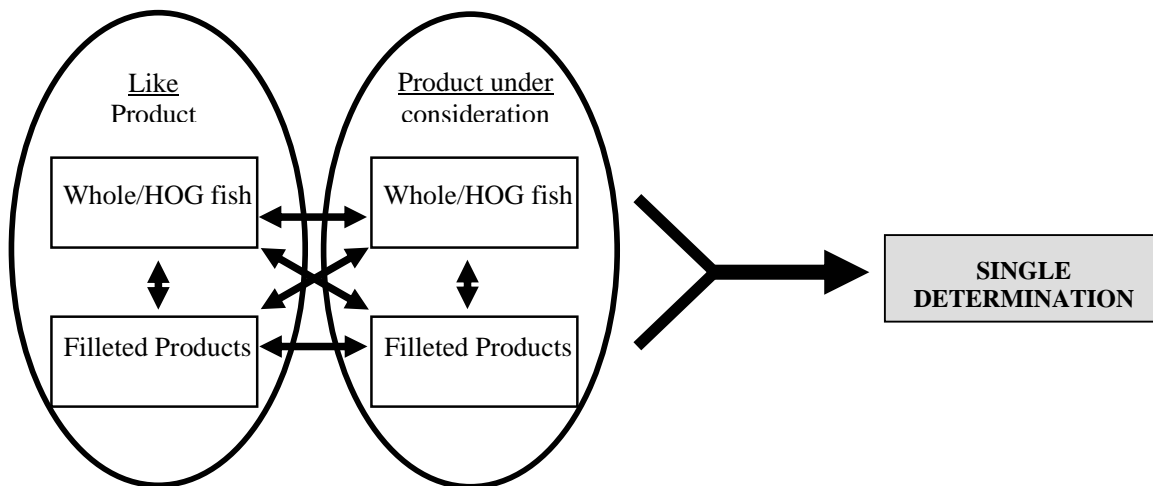 Like
Product
Whole/HOG fish
Filleted Products
Product under
consideration
Whole/HOG fish
Filleted Products
SINGLE
DETERMINATION